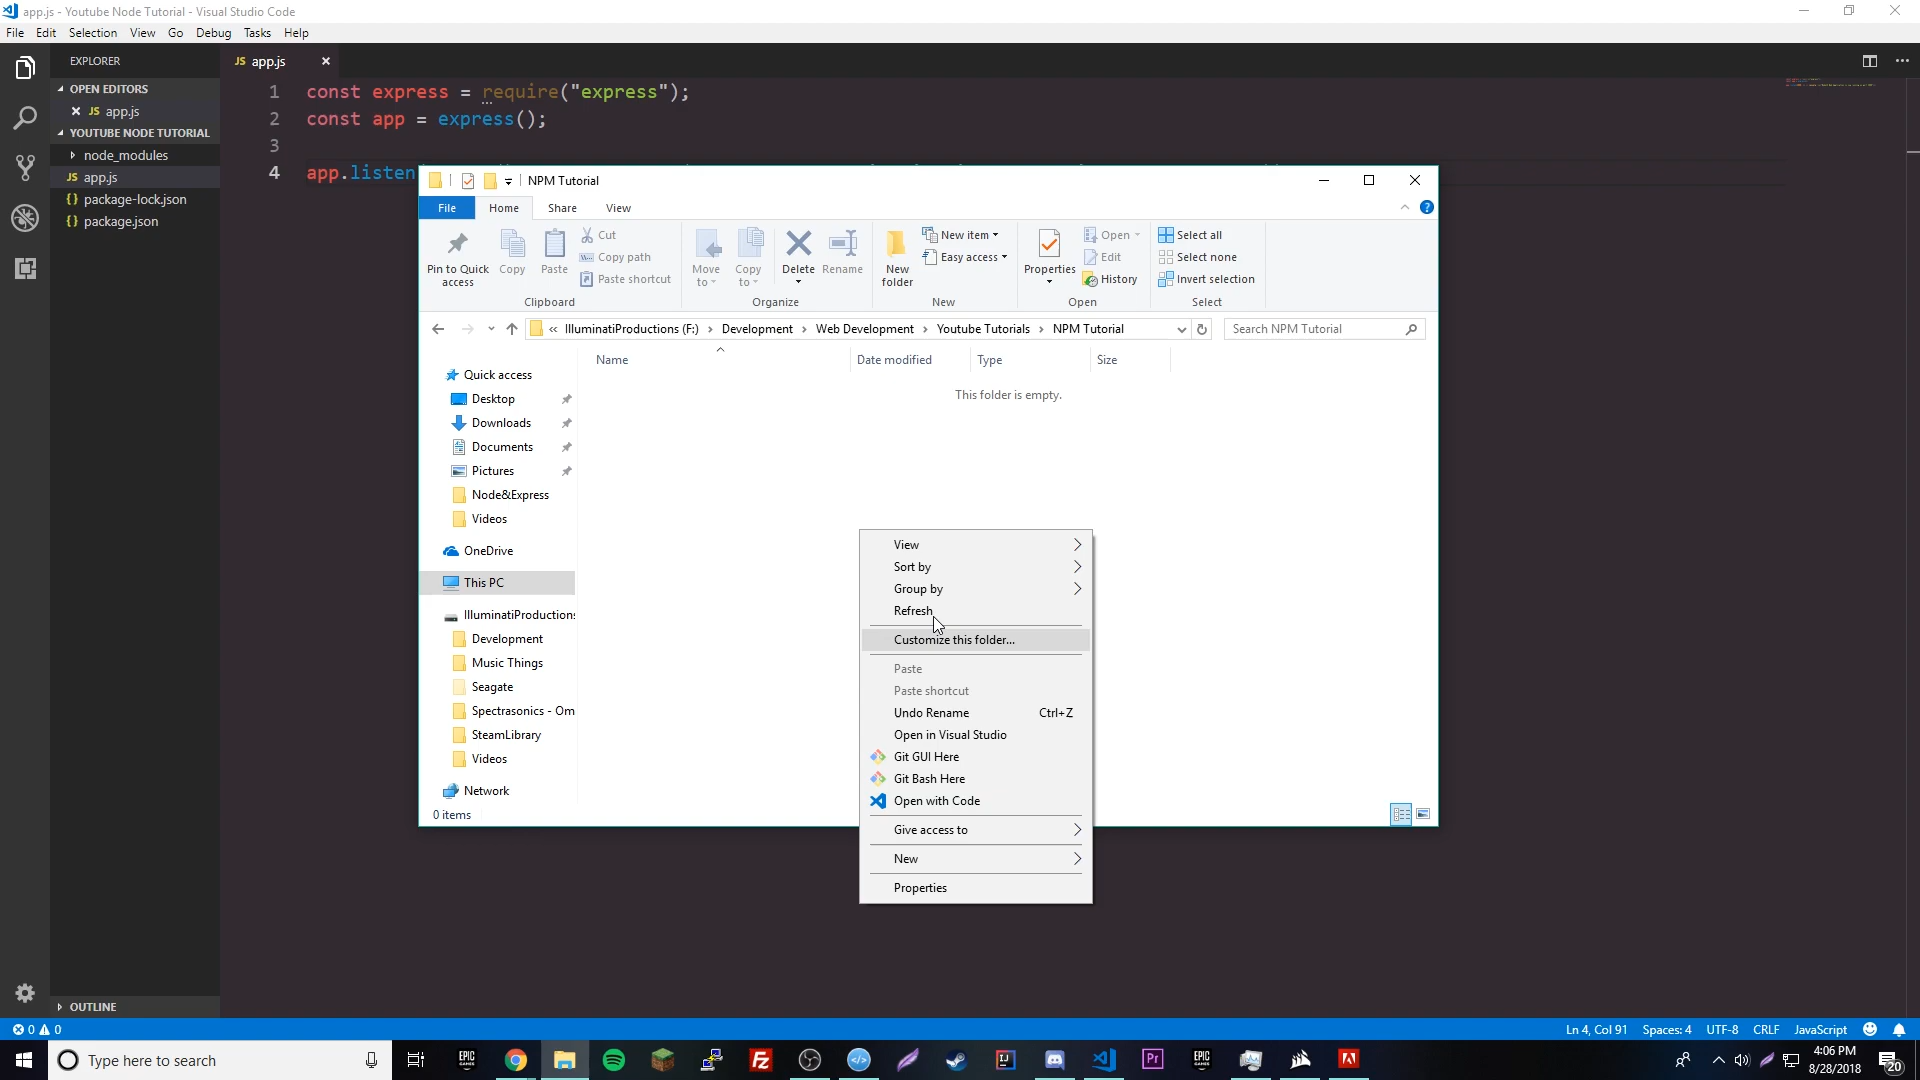 app.js - Youtube Node Tutorial - Visual Studio Code
File Edit Selection View Go Debug Tasks Help
EXPLORER
OPEN EDITORS
JS app.js
YOUTUBE NODE TUTORIAL
node_modules
JS app.js
{} package-lock.json
{} package.json
OUTLINE
JS app.js
1 const express = require("express");
2 const app = express();
3
4 app.listen
NPM Tutorial
File Home Share View
Pin to Quick access
Copy
Paste
Cut
Copy path
Paste shortcut
Clipboard
Move to
Copy to
Delete
Rename
Organize
New folder
New item
Easy access
New
Properties
Open
Edit
History
Open
Select all
Select none
Invert selection
Select
« IlluminatiProductions (F:) › Development › Web Development › Youtube Tutorials › NPM Tutorial
Search NPM Tutorial
Name Date modified Type Size
This folder is empty.
Quick access
Desktop
Downloads
Documents
Pictures
Node&Express
Videos
OneDrive
This PC
IlluminatiProductions
Development
Music Things
Seagate
Spectrasonics - Om
SteamLibrary
Videos
Network
0 items
View
Sort by
Group by
Refresh
Customize this folder...
Paste
Paste shortcut
Undo Rename Ctrl+Z
Open in Visual Studio
Git GUI Here
Git Bash Here
Open with Code
Give access to
New
Properties
0 0
Ln 4, Col 91 Spaces: 4 UTF-8 CRLF JavaScript
Type here to search
EPIC GAMES
Fz
IJ
Pr
EPIC GAMES
4:06 PM
8/28/2018
20